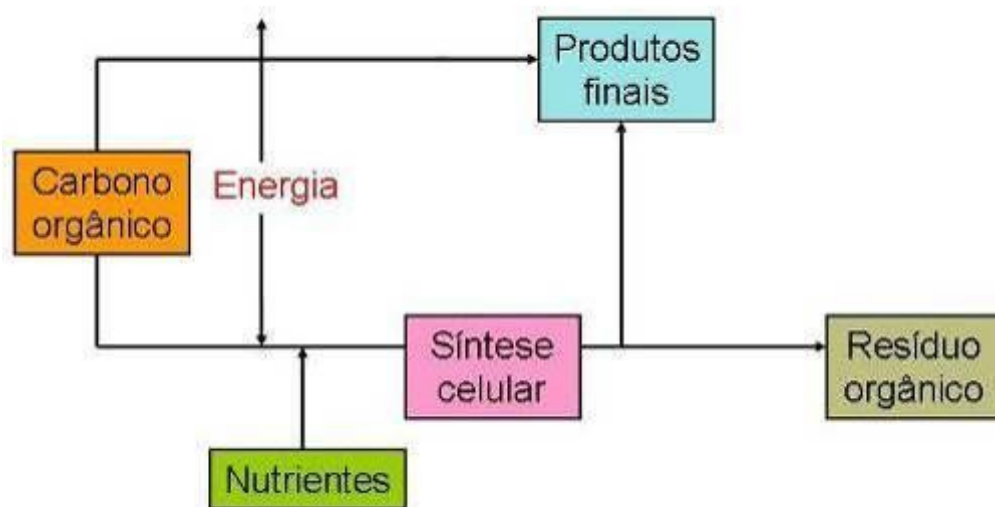 Produtos
finais
Carbono
orgânico
Energia
Síntese
celular
Resíduo
orgânico
Nutrientes